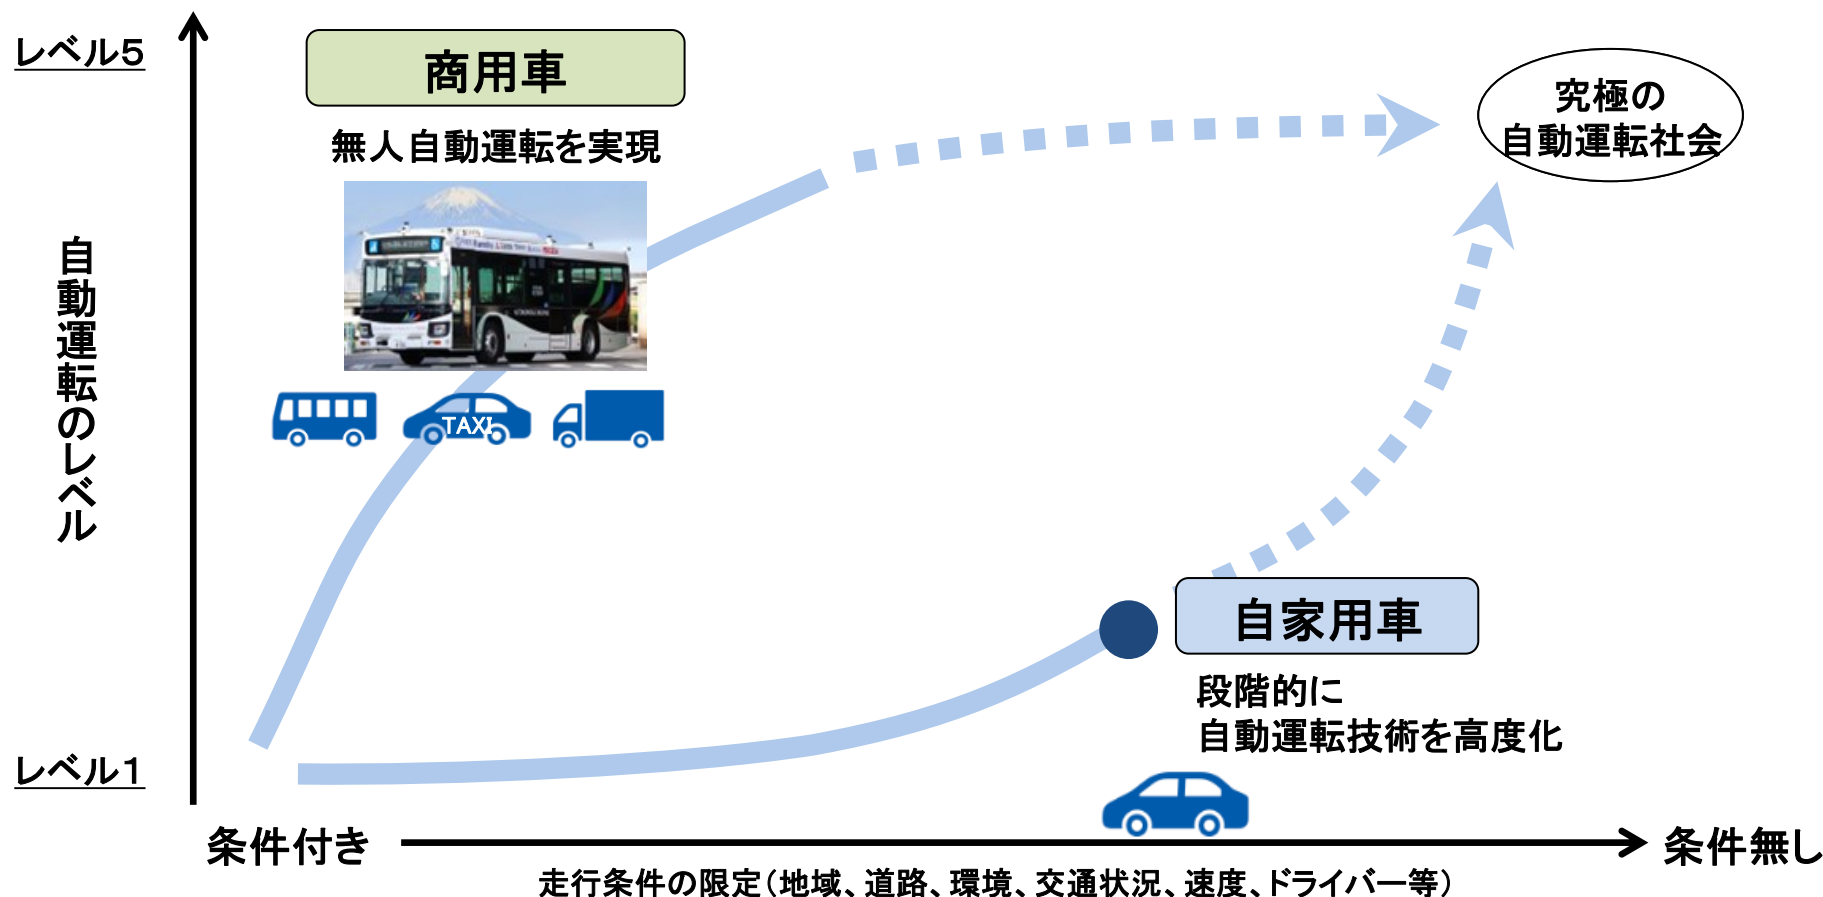 レベル5
商用車
無人自動運転を実現
究極の
自動運転社会
自動運転のレベル
TAXI
自家用車
段階的に
自動運転技術を高度化
レベル1
条件付き
条件無し
走行条件の限定（地域、道路、環境、交通状況、速度、ドライバー等）